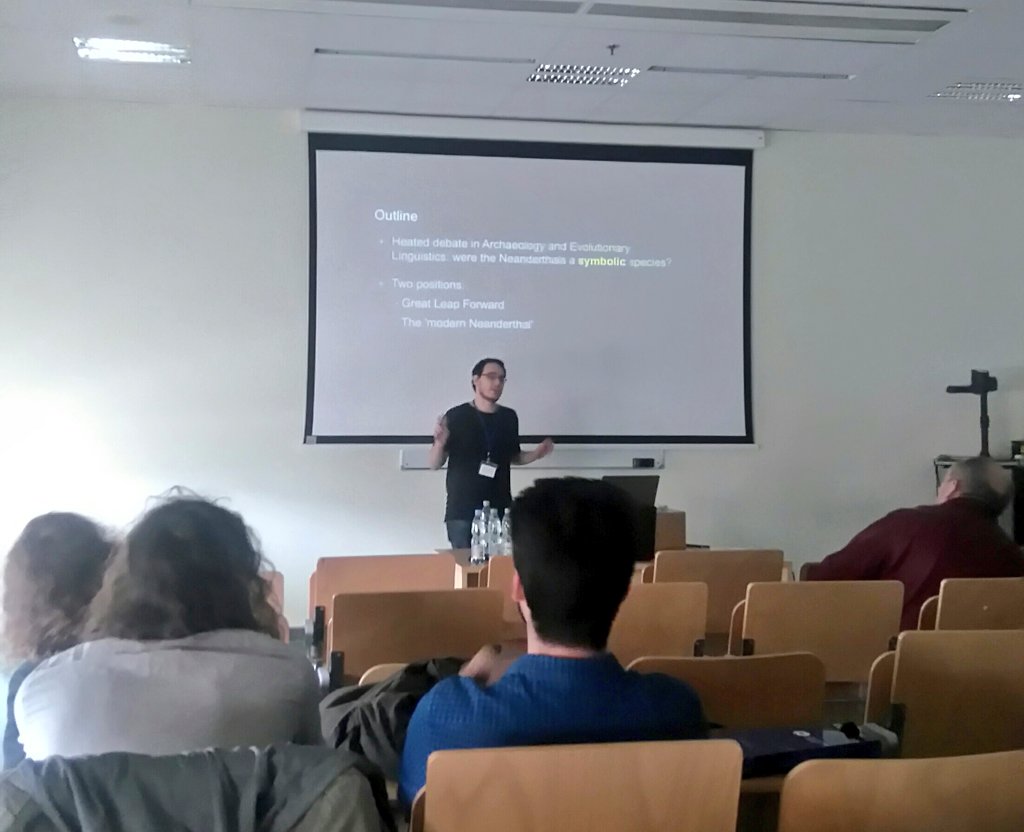 Outline
Heated debate in Archaeology and Evolutionary
Linguistics: were the Neanderthals a symbolic species?
Two positions:
- Great Leap Forward
- The 'modern Neanderthal'